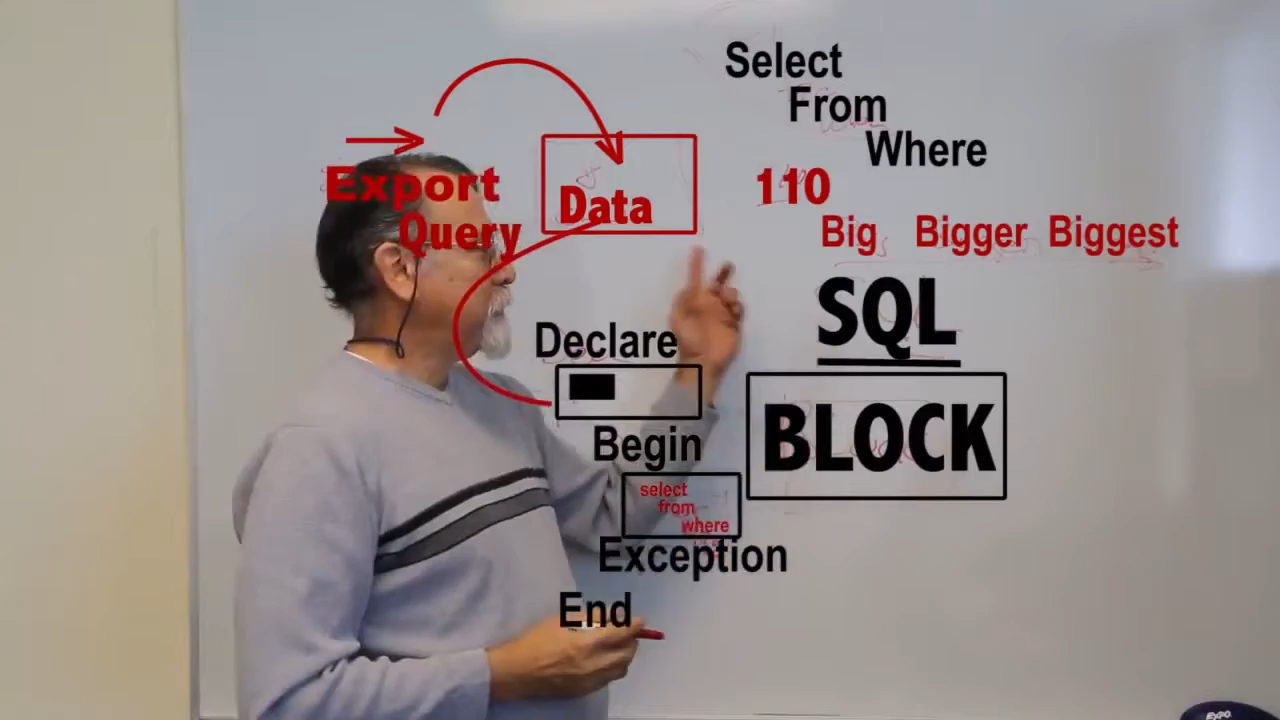 Select
From
Where
Export
Query
Data
110
Big Bigger Biggest
SQL
BLOCK
Declare
Begin
select
from
where
Exception
End
EXPO